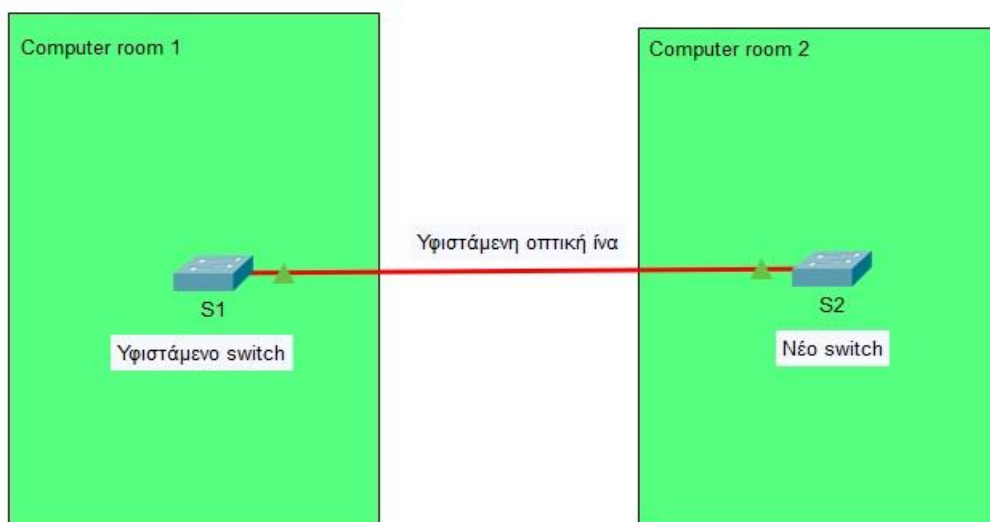 Computer room 1
Computer room 2
Υφιστάμενη οπτική ίνα
S1
S2
Υφιστάμενο switch
Νέο switch